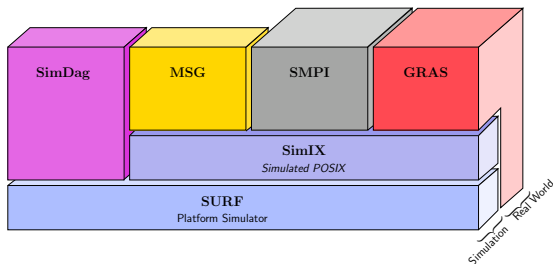 SimDag
MSG
SMPI
GRAS
SimIX
Simulated POSIX
SURF
Platform Simulator
Simulation
Real World